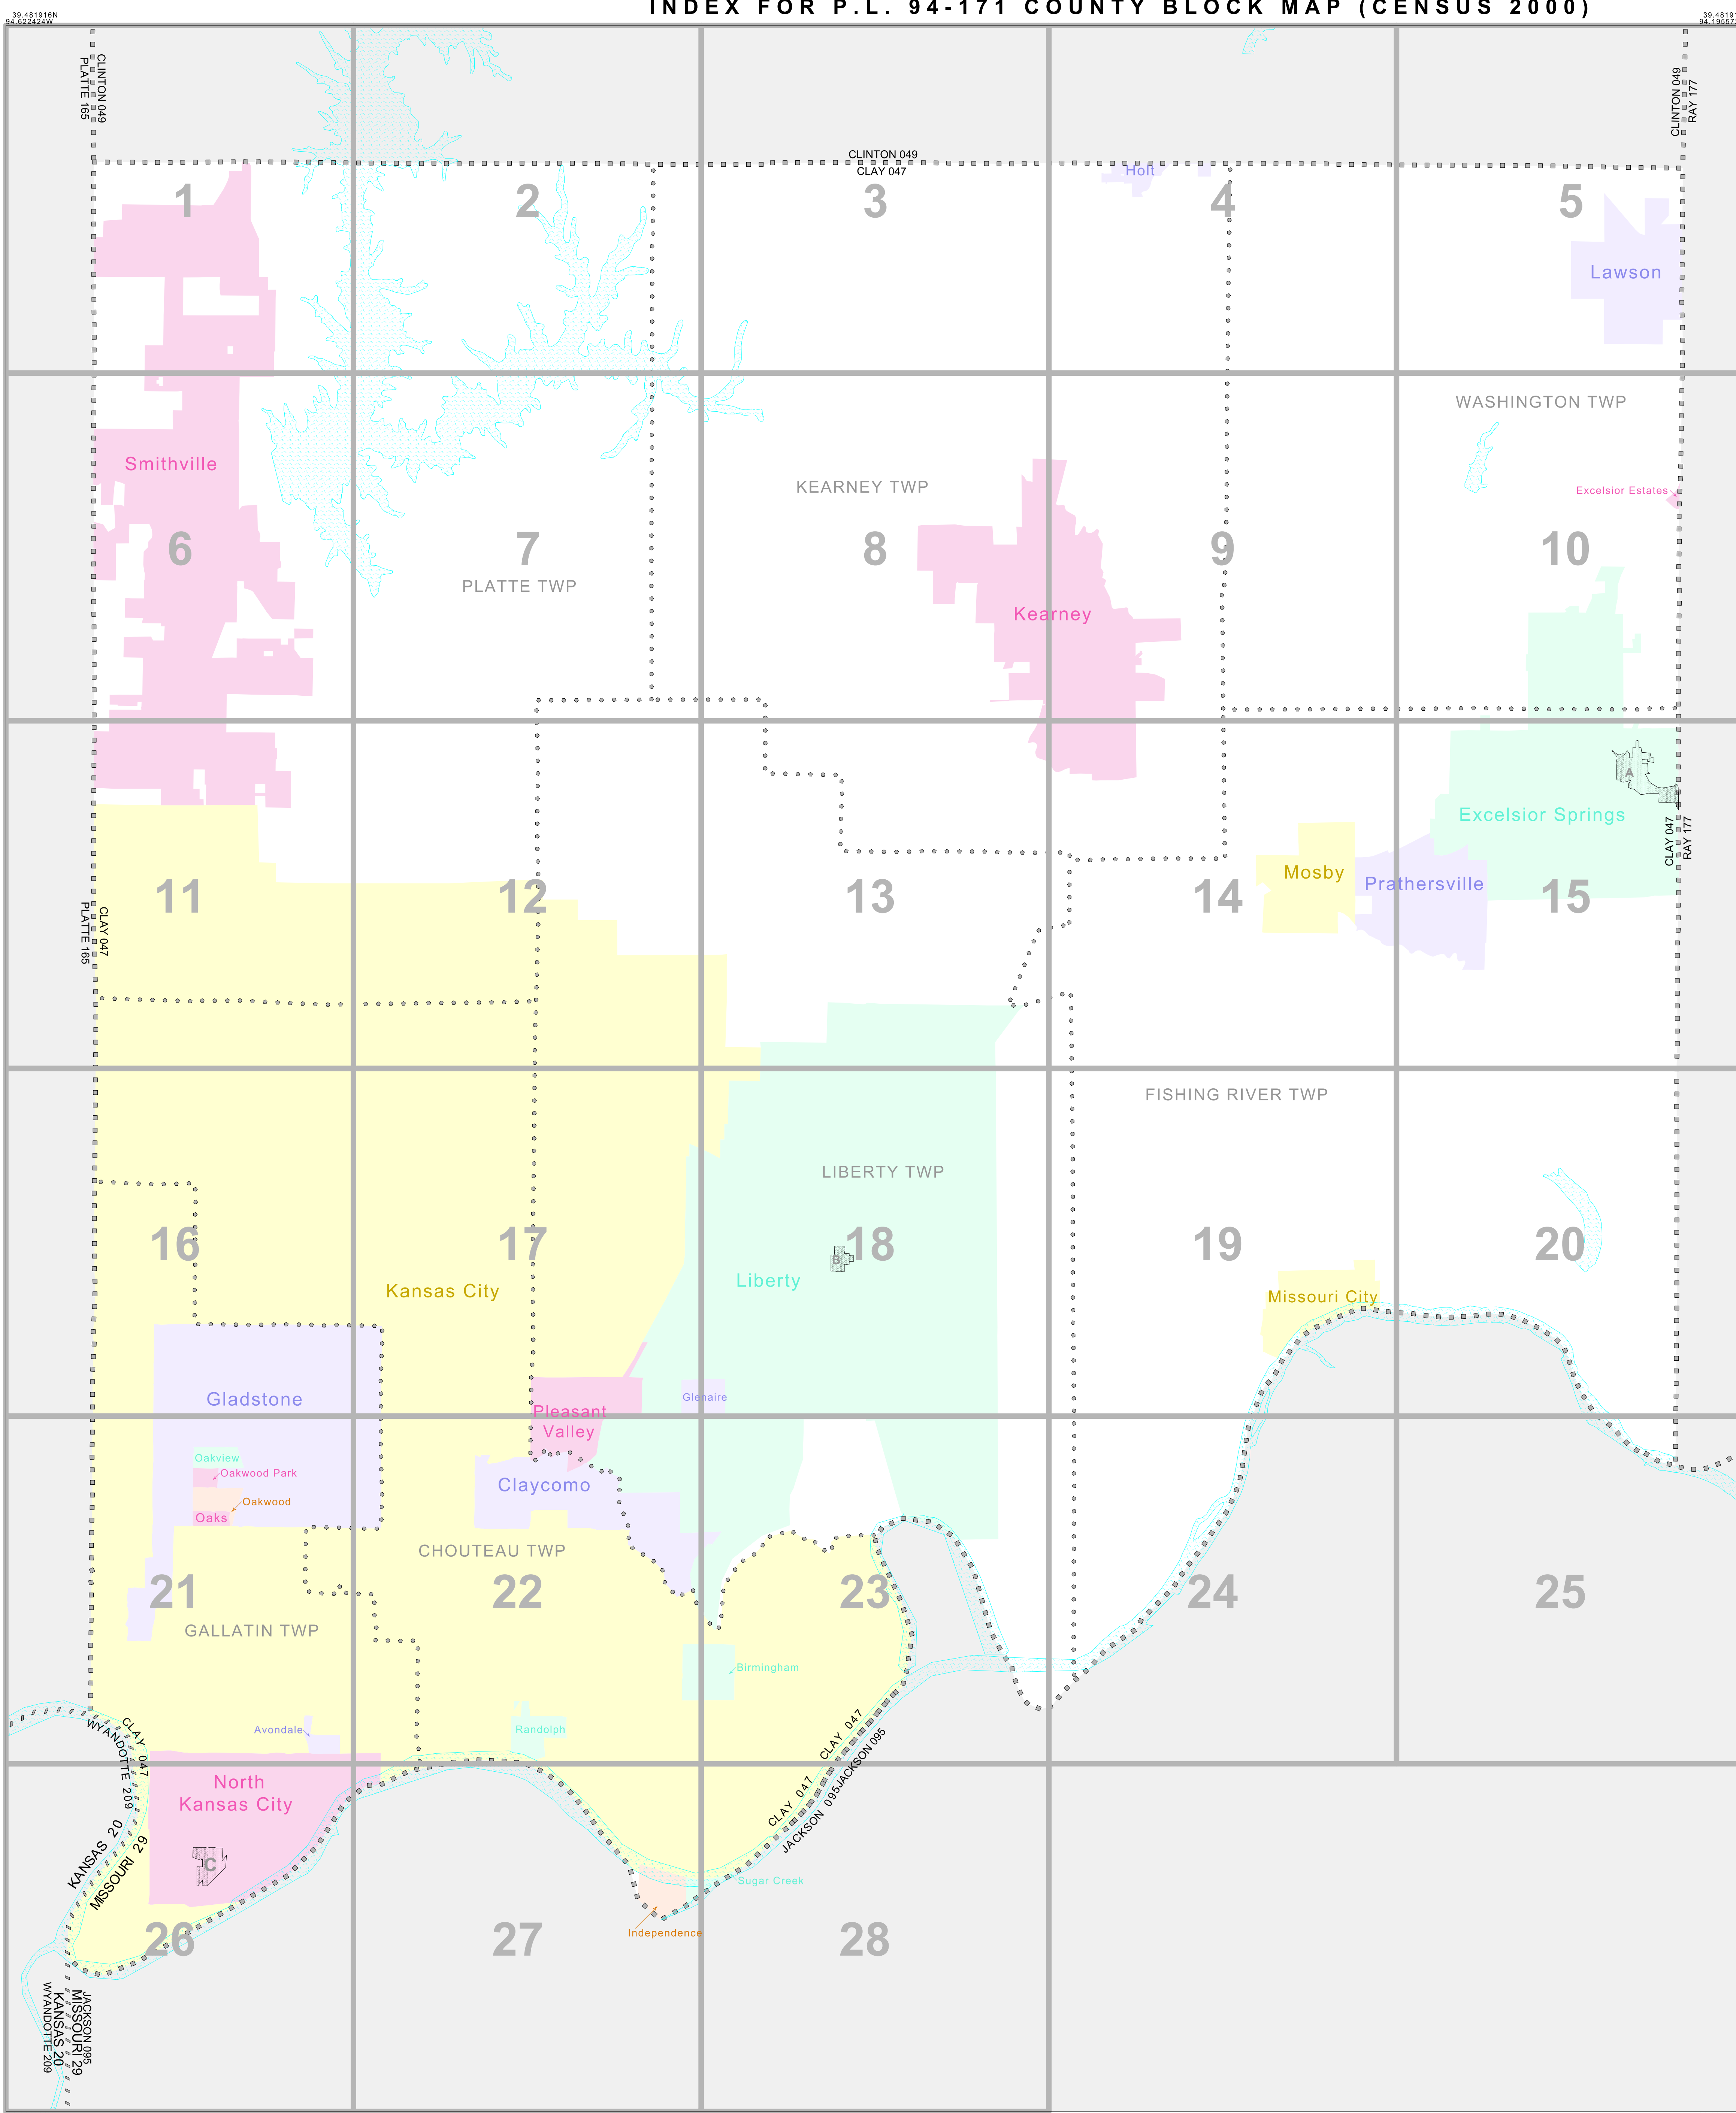 INDEX FOR P.L. 94-171 COUNTY BLOCK MAP (CENSUS 2000)
39.481916N
94.622424W
39.48191
94.19557
PLATTE 165
CLINTON 049
CLINTON 049
RAY 177
CLINTON 049
CLAY 047
Holt
1
2
3
4
5
Lawson
WASHINGTON TWP
Smithville
KEARNEY TWP
Excelsior Estates
6
7
8
9
10
PLATTE TWP
Kearney
A
Excelsior Springs
CLAY 047
RAY 177
Mosby
Prathersville
11
12
13
14
15
PLATTE 165
CLAY 047
FISHING RIVER TWP
LIBERTY TWP
16
17
18
19
20
B
Kansas City
Liberty
Missouri City
Gladstone
Glenaire
Pleasant
Valley
Oakview
Oakwood Park
Claycomo
Oakwood
Oaks
CHOUTEAU TWP
21
22
23
24
25
GALLATIN TWP
Birmingham
Avondale
Randolph
WYANDOTTE 209
CLAY 047
CLAY 047
JACKSON 095
North
Kansas City
CLAY 047
JACKSON 095
KANSAS 20
MISSOURI 29
C
Sugar Creek
Independence
26
27
28
WYANDOTTE 209
KANSAS 20
MISSOURI 29
JACKSON 095